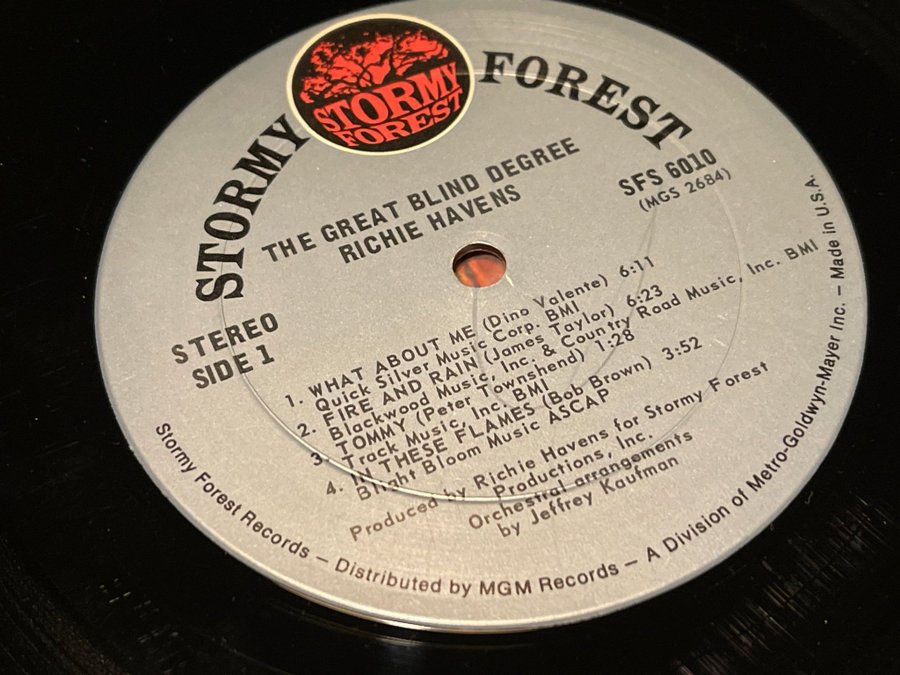 STORMY FOREST
STORMY
FOREST
THE GREAT BLIND DEGREE
RICHIE HAVENS
SFS 6010
(MGS 2684)
STEREO
SIDE 1
1. WHAT ABOUT ME (Dino Valente) 6:11
Quick Silver Music Corp. BMI
2. FIRE AND RAIN (James Taylor) 6:23
Blackwood Music, Inc. & Country Road Music, Inc. BMI
3. TOMMY (Peter Townshend) 1:28
Track Music, Inc. BMI
4. IN THESE FLAMES (Bob Brown) 3:52
Bright Bloom Music ASCAP
Produced by Richie Havens for Stormy Forest
Productions, Inc.
Orchestral arrangements
by Jeffrey Kaufman
Stormy Forest Records — Distributed by MGM Records — A Division of Metro-Goldwyn-Mayer Inc. — Made in U.S.A.